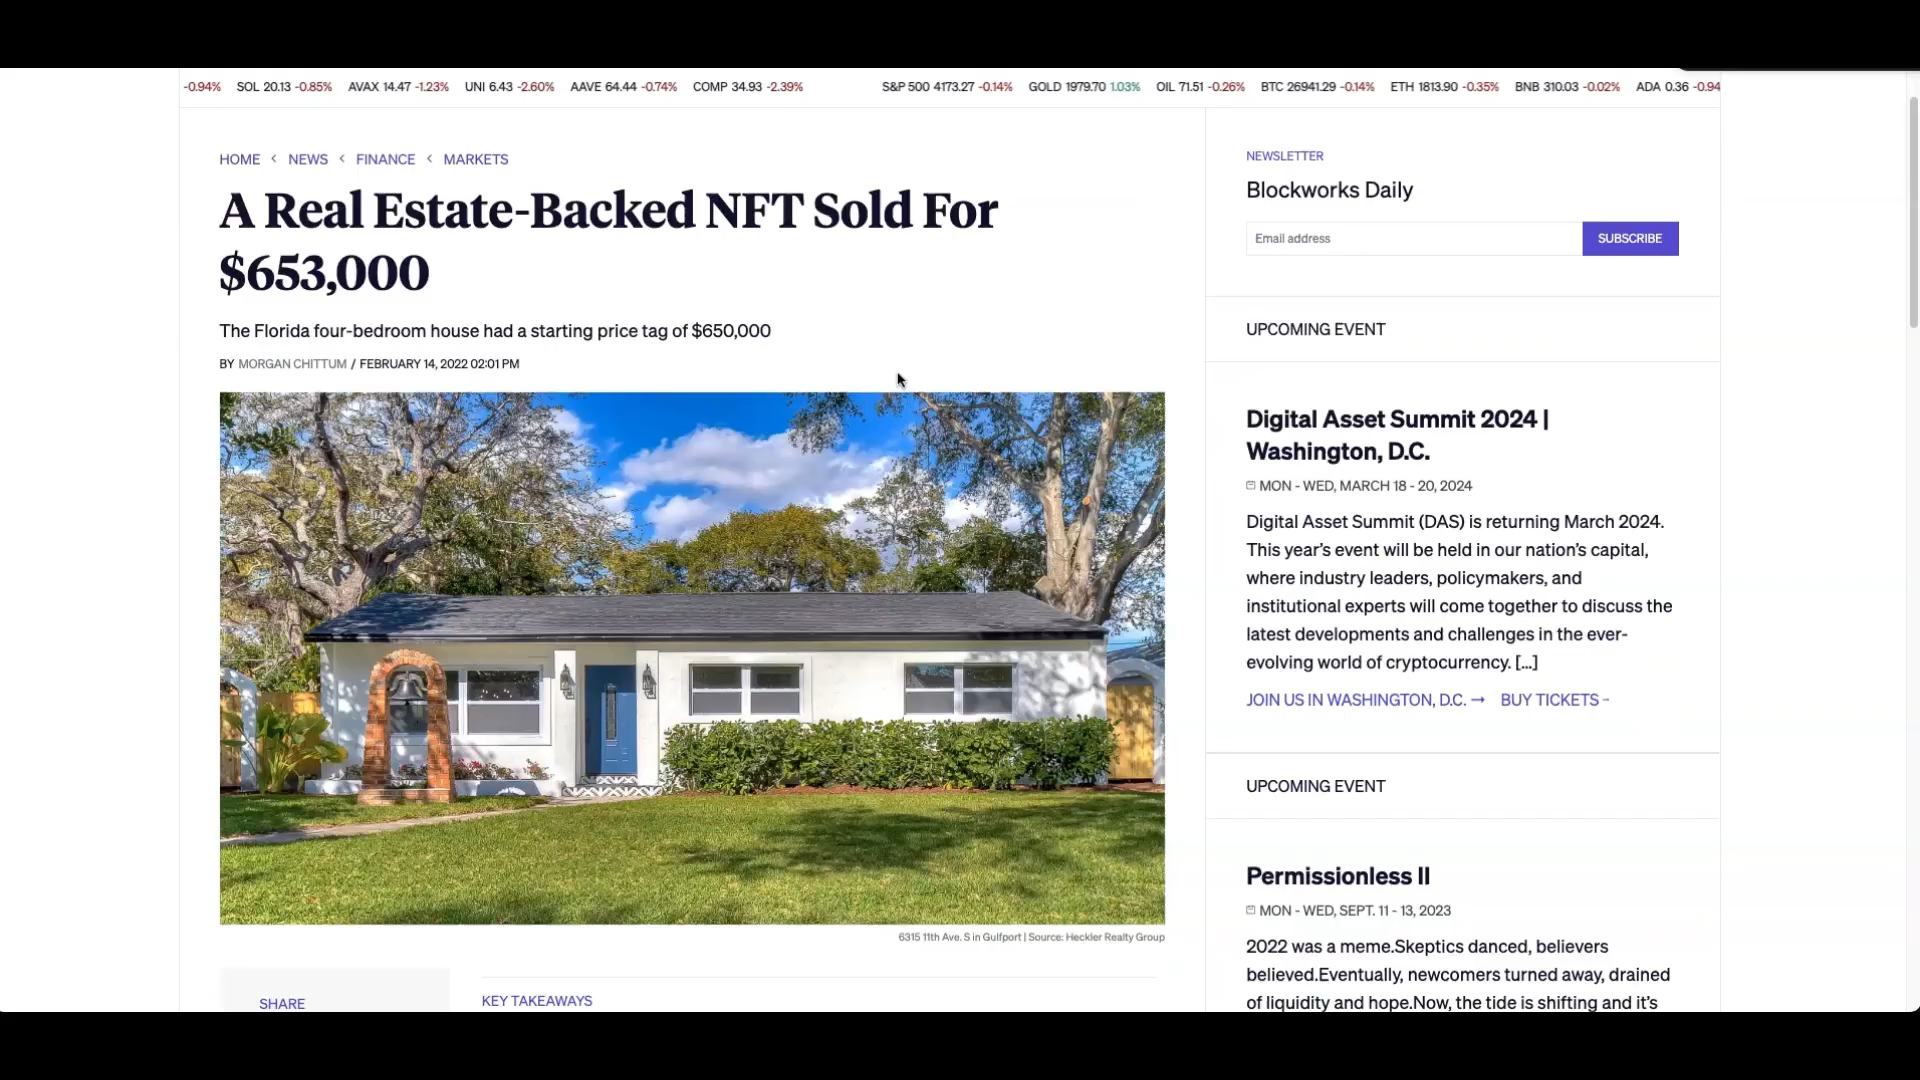 -0.94% SOL 20.13 -0.85% AVAX 14.47 -1.23% UNI 6.43 -2.60% AAVE 64.44 -0.74% COMP 34.93 -2.39% S&P 500 4173.27 -0.14% GOLD 1979.70 1.03% OIL 71.51 -0.26% BTC 26941.29 -0.14% ETH 1813.90 -0.35% BNB 310.03 -0.02% ADA 0.36 -0.94
HOME < NEWS < FINANCE < MARKETS
A Real Estate-Backed NFT Sold For
$653,000
The Florida four-bedroom house had a starting price tag of $650,000
BY MORGAN CHITTUM / FEBRUARY 14, 2022 02:01 PM
6315 11th Ave. S in Gulfport | Source: Heckler Realty Group
SHARE
KEY TAKEAWAYS
NEWSLETTER
Blockworks Daily
Email address
SUBSCRIBE
UPCOMING EVENT
Digital Asset Summit 2024 |
Washington, D.C.
MON - WED, MARCH 18 - 20, 2024
Digital Asset Summit (DAS) is returning March 2024.
This year's event will be held in our nation's capital,
where industry leaders, policymakers, and
institutional experts will come together to discuss the
latest developments and challenges in the ever-
evolving world of cryptocurrency. [...]
JOIN US IN WASHINGTON, D.C. → BUY TICKETS -
UPCOMING EVENT
Permissionless II
MON - WED, SEPT. 11 - 13, 2023
2022 was a meme.Skeptics danced, believers
believed.Eventually, newcomers turned away, drained
of liquidity and hope.Now, the tide is shifting and it's